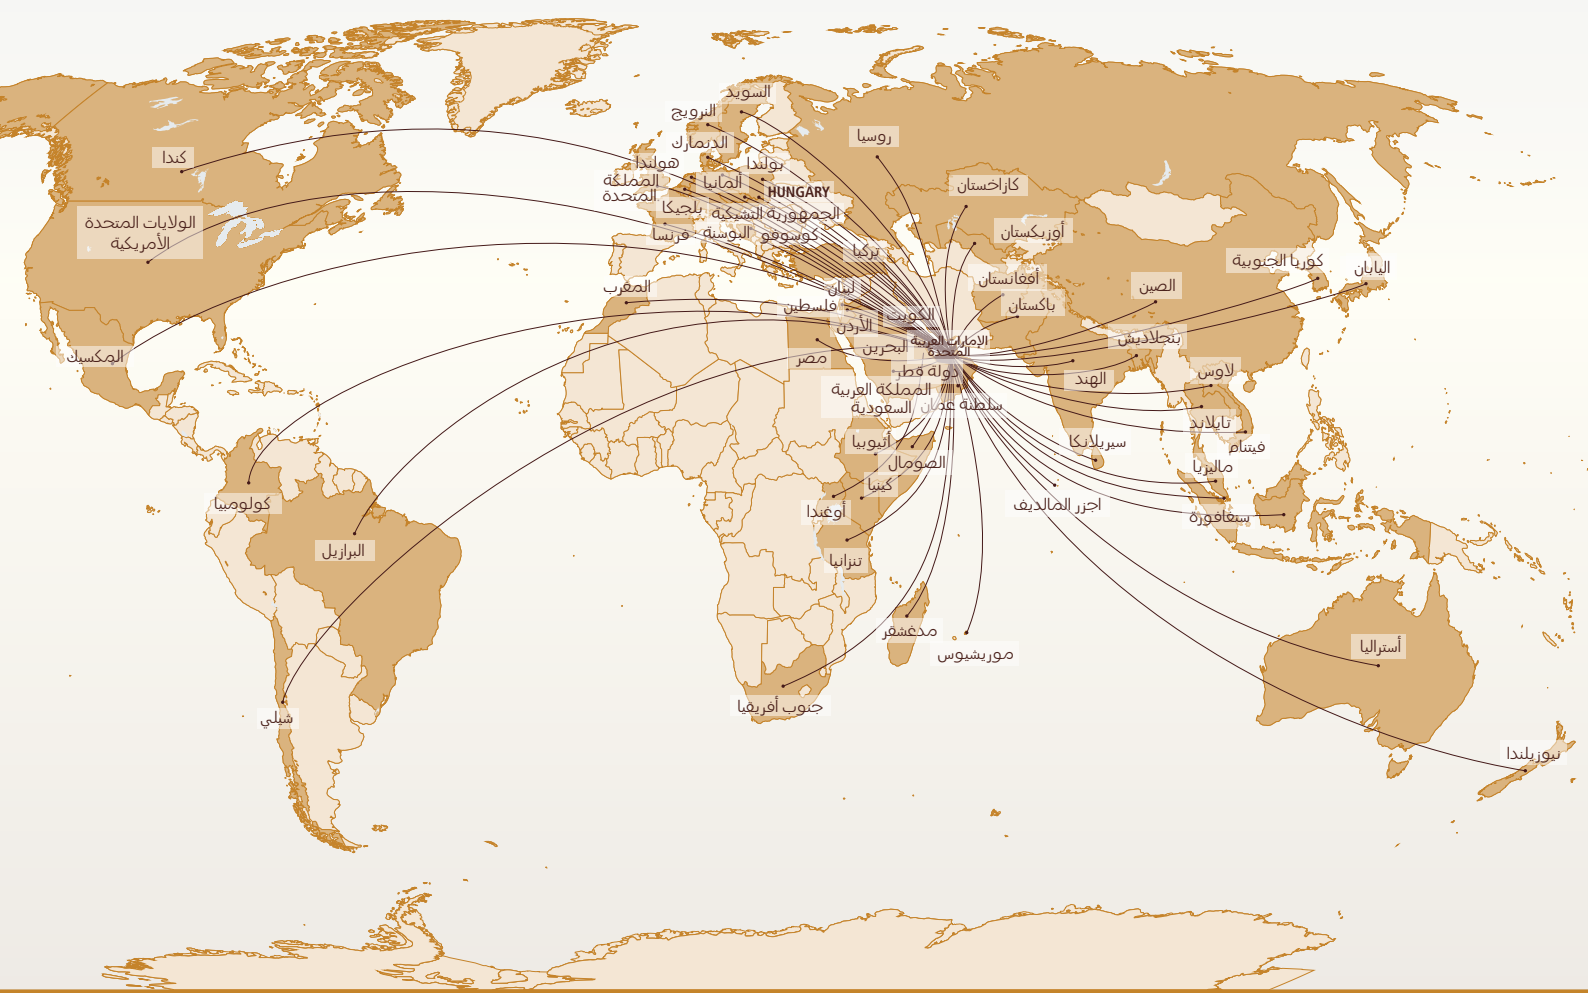 السويد
النرويج
روسيا
الديمارك
كندا
هولندا
بولندا
المملكة
المتحدة
ألمانيا
HUNGARY
كازاخستان
بلجيكا
الجمهورية التشيكية
الولايات المتحدة
الأمريكية
فرنسا
البوسنة
كوسوفو
أوزبكستان
تركيا
كوريا الجنوبية
اليابان
أفغانستان
الصين
المغرب
لبنان
فلسطين
باكستان
الكويت
الأردن
بنجلاديش
الإمارات العربية
المتحدة
البحرين
مصر
المكسيك
دولة قطر
الهند
لاوس
المملكة العربية
السعودية
سلطنة عمان
تايلاند
أثيوبيا
سيريلانكا
فيتنام
الصومال
ماليزيا
كينيا
كولومبيا
أوغندا
اجزر المالديف
سنغافورة
البرازيل
تنزانيا
مدغشقر
موريشيوس
أستراليا
جنوب أفريقيا
شيلي
نيوزيلندا